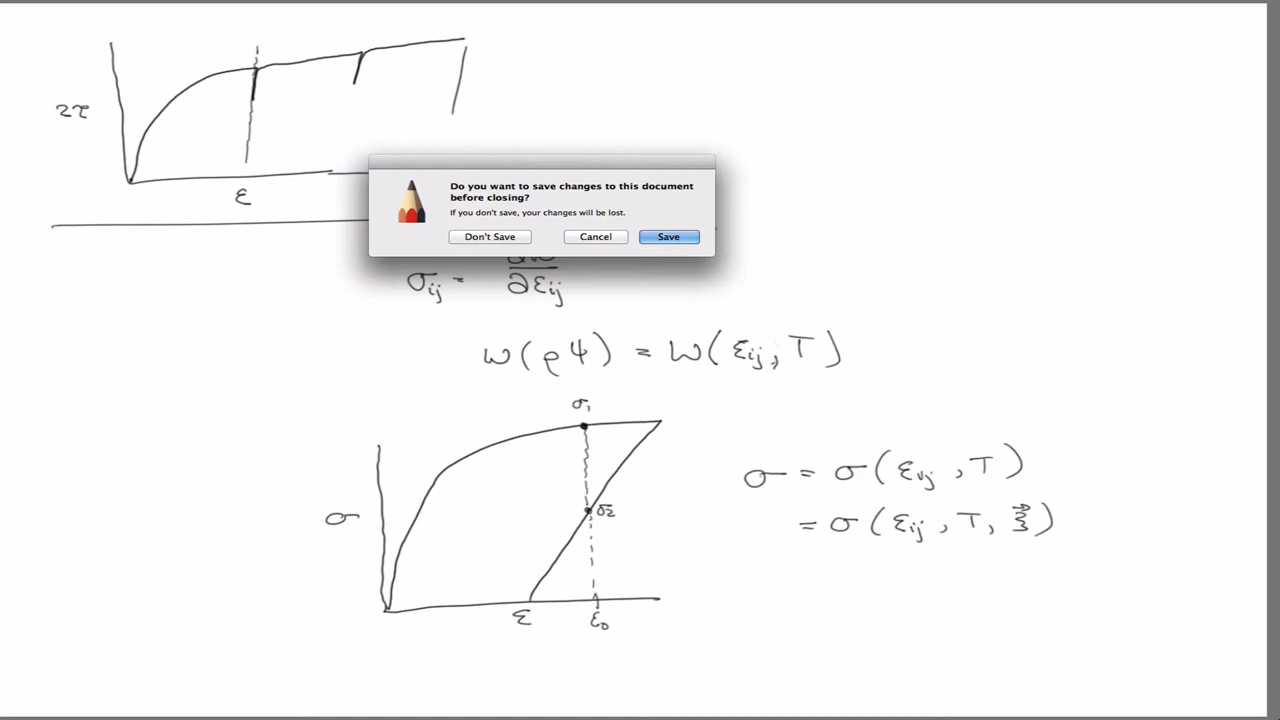 2τ
ε
Do you want to save changes to this document
before closing?
If you don't save, your changes will be lost.
Don't Save Cancel Save
σij = ∂εij
w(ρψ) = W(εij, T)
σ1
σ = σ(εij, T)
= σ(εij, T, ξ⃗)
σ
σ2
ε ε0